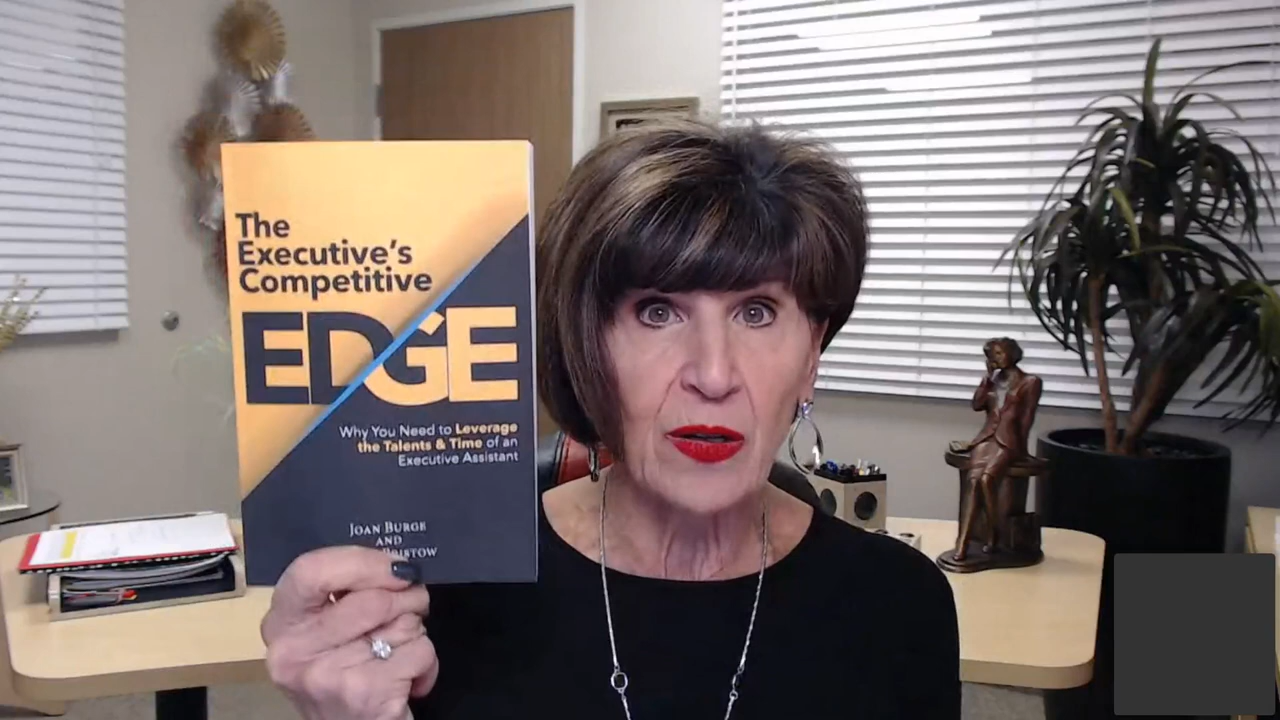 The
Executive's
Competitive
EDGE
Why You Need to Leverage
the Talents & Time of an
Executive Assistant
JOAN BURGE
AND
BRISTOW